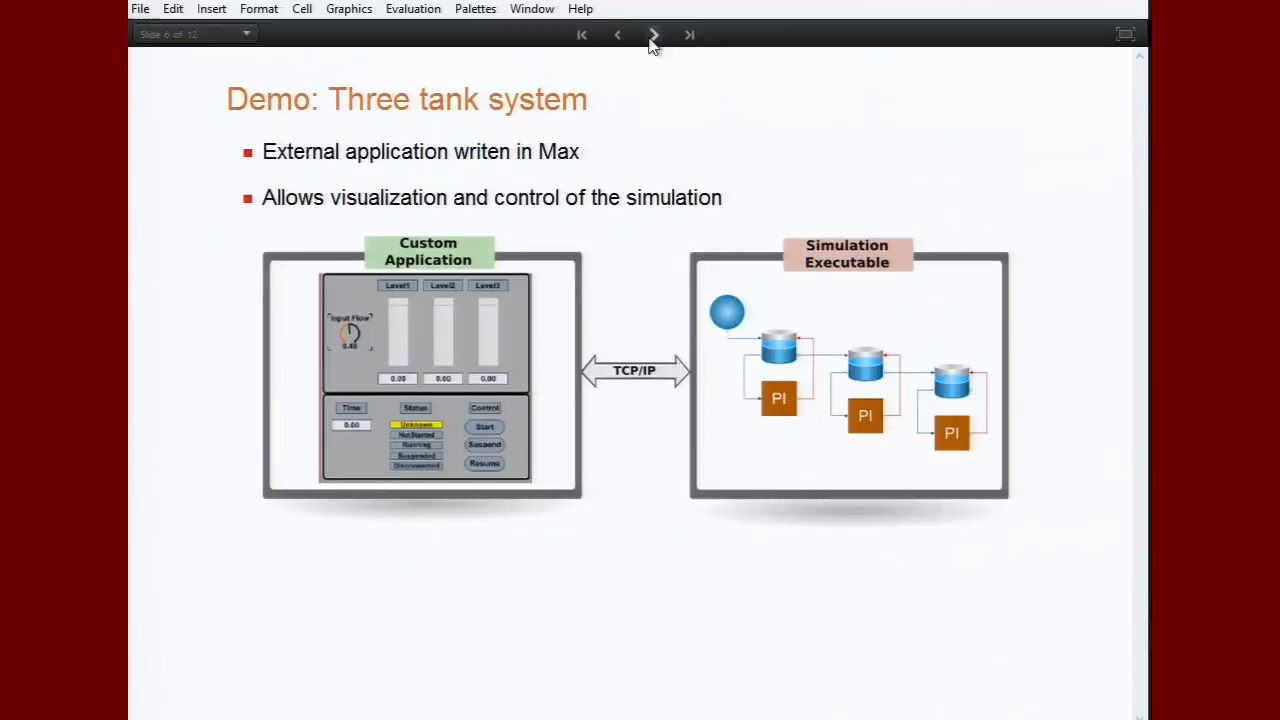 File Edit Insert Format Cell Graphics Evaluation Palettes Window Help
Slide 6 of 12
Demo: Three tank system
External application writen in Max
Allows visualization and control of the simulation
Custom
Application
Level1 Level2 Level3
Input Flow
0.48
0.00 0.00 0.00
Time Status Control
0.00
Unknown
NotStarted
Running
Suspended
Disconnected
Start
Suspend
Resume
TCP/IP
Simulation
Executable
PI
PI
PI